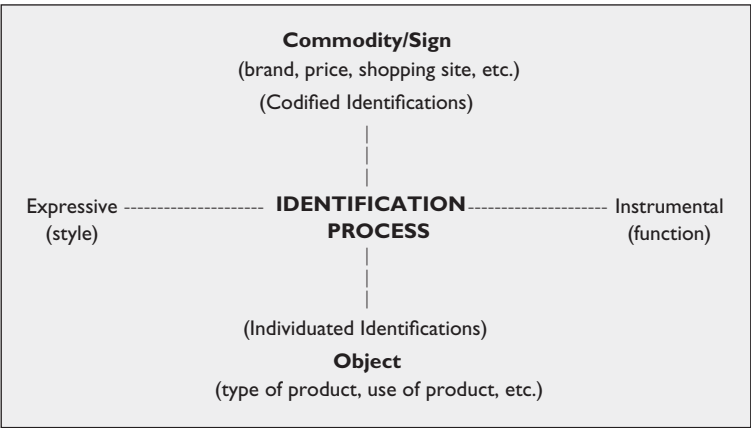 Commodity/Sign
(brand, price, shopping site, etc.)
(Codified Identifications)
Expressive -------------------- IDENTIFICATION -------------------- Instrumental
(style) PROCESS (function)
(Individuated Identifications)
Object
(type of product, use of product, etc.)